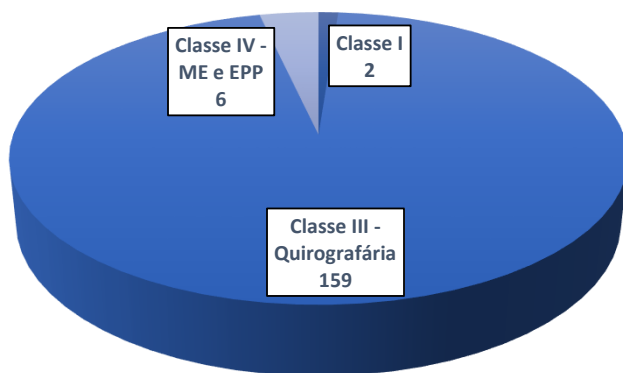 Classe IV -
ME e EPP
6
Classe I
2
Classe III -
Quirografária
159